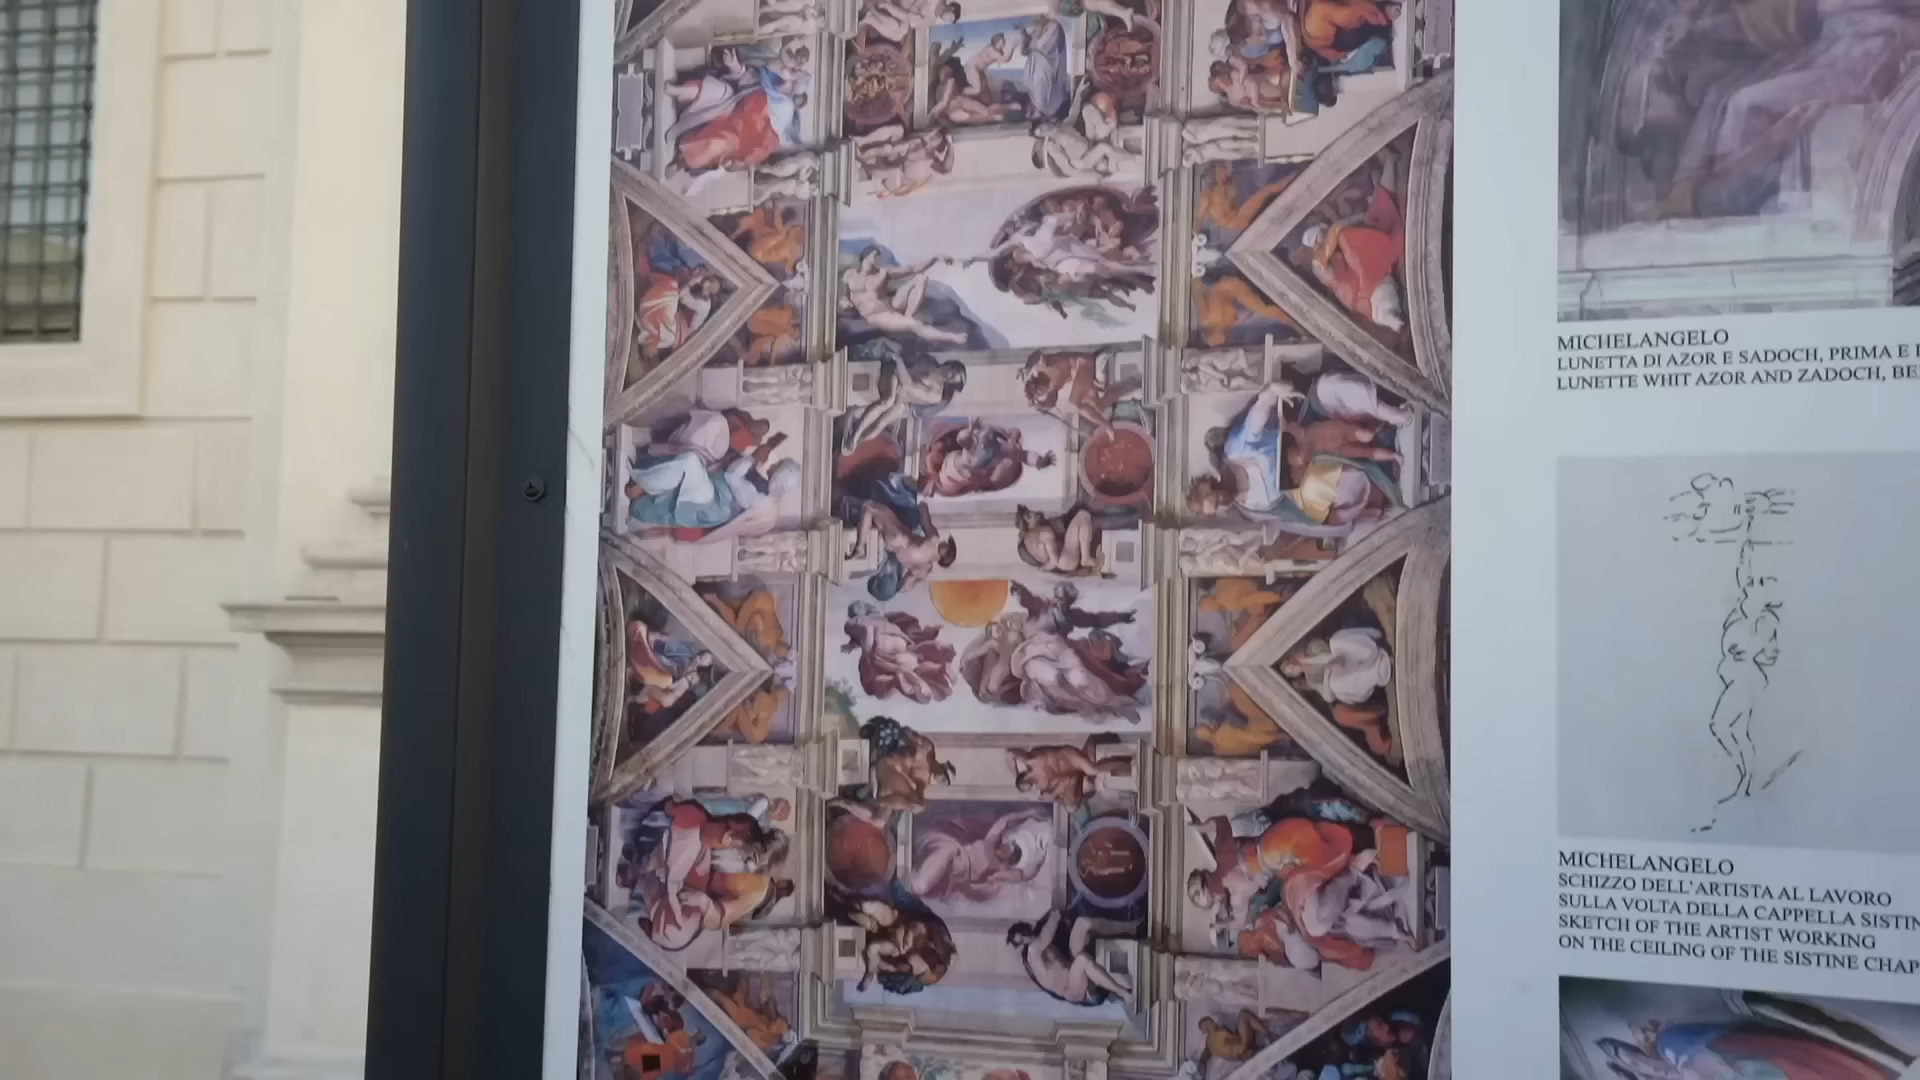 MICHELANGELO
LUNETTA DI AZOR E SADOCH, PRIMA E
LUNETTE WHIT AZOR AND ZADOCH, BE
MICHELANGELO
SCHIZZO DELL'ARTISTA AL LAVORO
SULLA VOLTA DELLA CAPPELLA SISTIN
SKETCH OF THE ARTIST WORKING
ON THE CEILING OF THE SISTINE CHAP